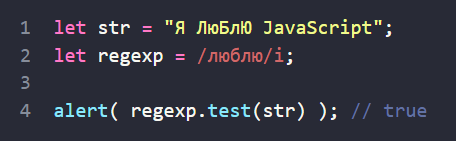 1 let str = "Я ЛюБлЮ JavaScript";
2 let regexp = /люблю/i;
3
4 alert( regexp.test(str) ); // true